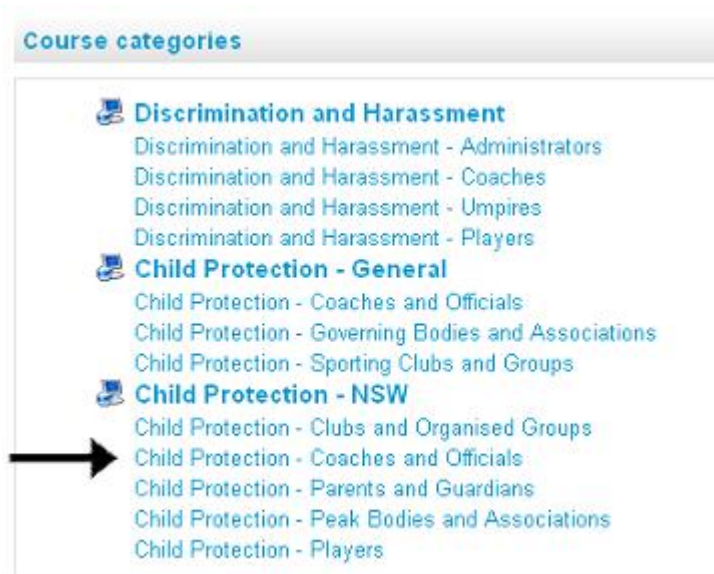 Course categories
Discrimination and Harassment
Discrimination and Harassment - Administrators
Discrimination and Harassment - Coaches
Discrimination and Harassment - Umpires
Discrimination and Harassment - Players
Child Protection - General
Child Protection - Coaches and Officials
Child Protection - Governing Bodies and Associations
Child Protection - Sporting Clubs and Groups
Child Protection - NSW
Child Protection - Clubs and Organised Groups
Child Protection - Coaches and Officials
Child Protection - Parents and Guardians
Child Protection - Peak Bodies and Associations
Child Protection - Players